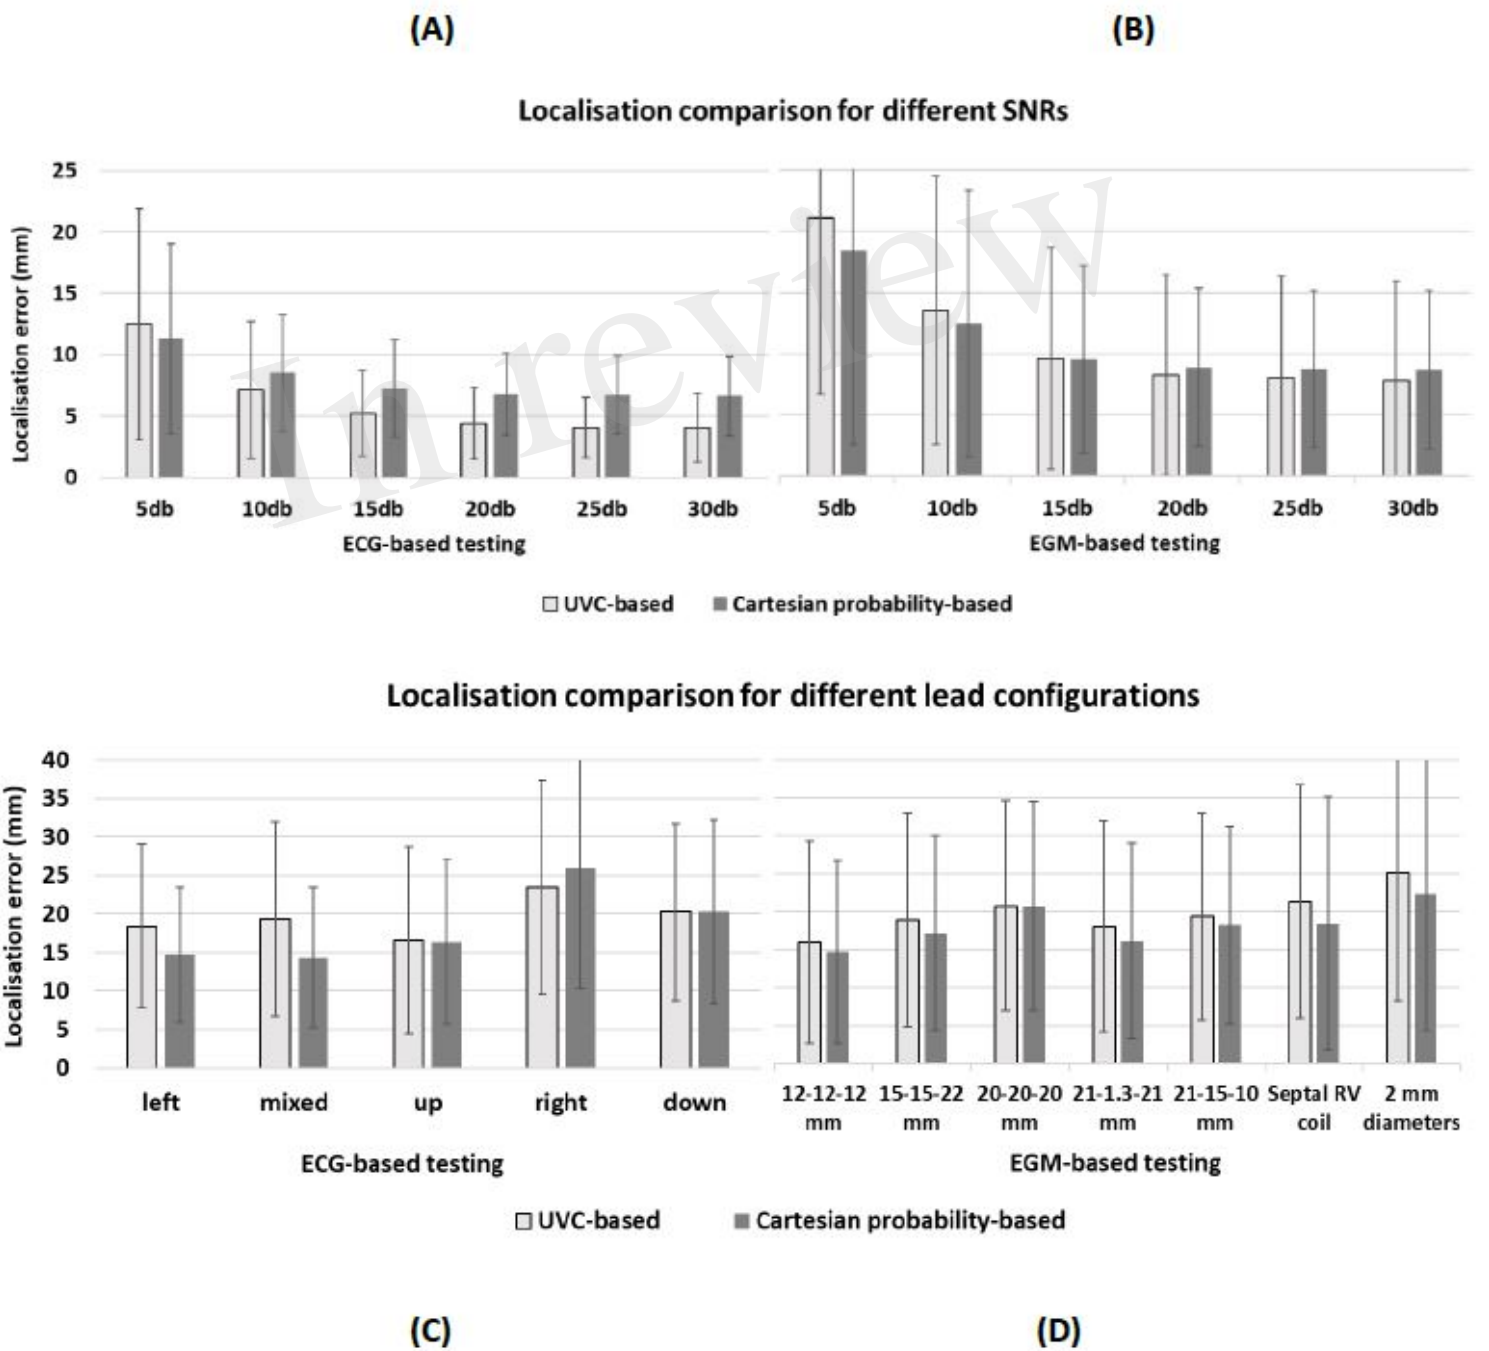 (A)
(B)
Localisation comparison for different SNRs
Localisation error (mm)
25
20
15
10
5
0
5db 10db 15db 20db 25db 30db
ECG-based testing
5db 10db 15db 20db 25db 30db
EGM-based testing
UVC-based Cartesian probability-based
In review
Localisation comparison for different lead configurations
Localisation error (mm)
40
35
30
25
20
15
10
5
0
left mixed up right down
ECG-based testing
12-12-12 15-15-22 20-20-20 21-1.3-21 21-15-10 Septal RV 2 mm
mm mm mm mm mm coil diameters
EGM-based testing
UVC-based Cartesian probability-based
(C)
(D)